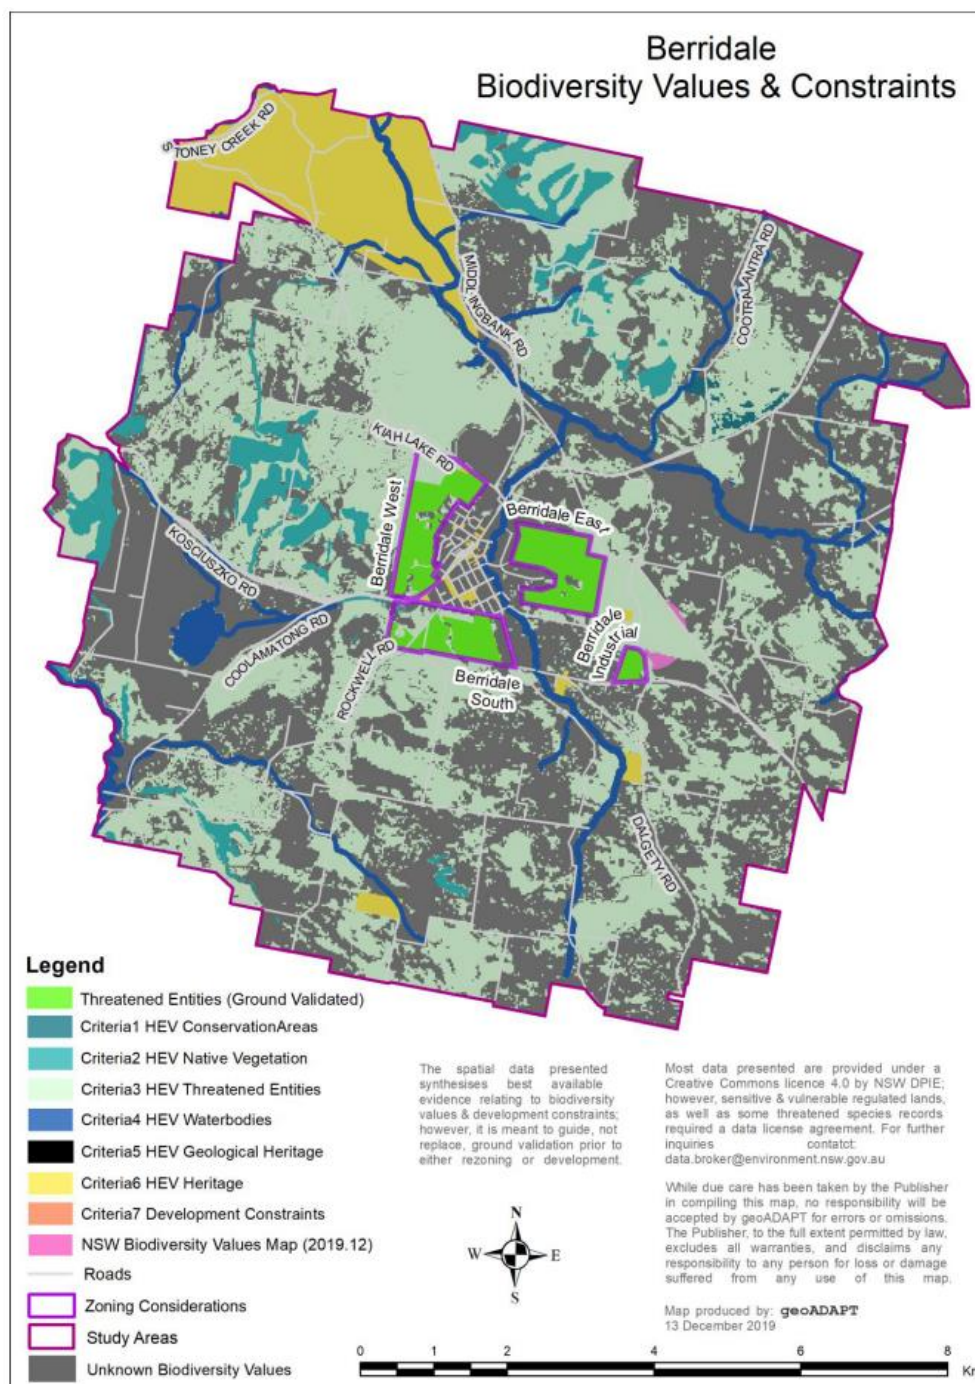 Berridale
Biodiversity Values & Constraints
STONEY CREEK RD
MIDDLINGBANK RD
COOTRALANTRA RD
KIAH LAKE RD
Berridale West
Berridale East
KOSCIUSZKO RD
COOLAMATONG RD
ROCKWELL RD
Berridale
Industrial
Berridale
South
DALGETY RD
Legend
Threatened Entities (Ground Validated)
Criteria1 HEV ConservationAreas
Criteria2 HEV Native Vegetation
Criteria3 HEV Threatened Entities
Criteria4 HEV Waterbodies
Criteria5 HEV Geological Heritage
Criteria6 HEV Heritage
Criteria7 Development Constraints
NSW Biodiversity Values Map (2019.12)
Roads
Zoning Considerations
Study Areas
Unknown Biodiversity Values
The spatial data presented
synthesises best available
evidence relating to biodiversity
values & development constraints;
however, it is meant to guide, not
replace, ground validation prior to
either rezoning or development.
Most data presented are provided under a
Creative Commons licence 4.0 by NSW DPIE;
however, sensitive & vulnerable regulated lands,
as well as some threatened species records
required a data license agreement. For further
inquiries contatct:
data.broker@environment.nsw.gov.au
While due care has been taken by the Publisher
in compiling this map, no responsibility will be
accepted by geoADAPT for errors or omissions.
The Publisher, to the full extent permitted by law,
excludes all warranties, and disclaims any
responsibility to any person for loss or damage
suffered from any use of this map.
Map produced by: geoADAPT
13 December 2019
N
W E
S
0 1 2 4 6 8